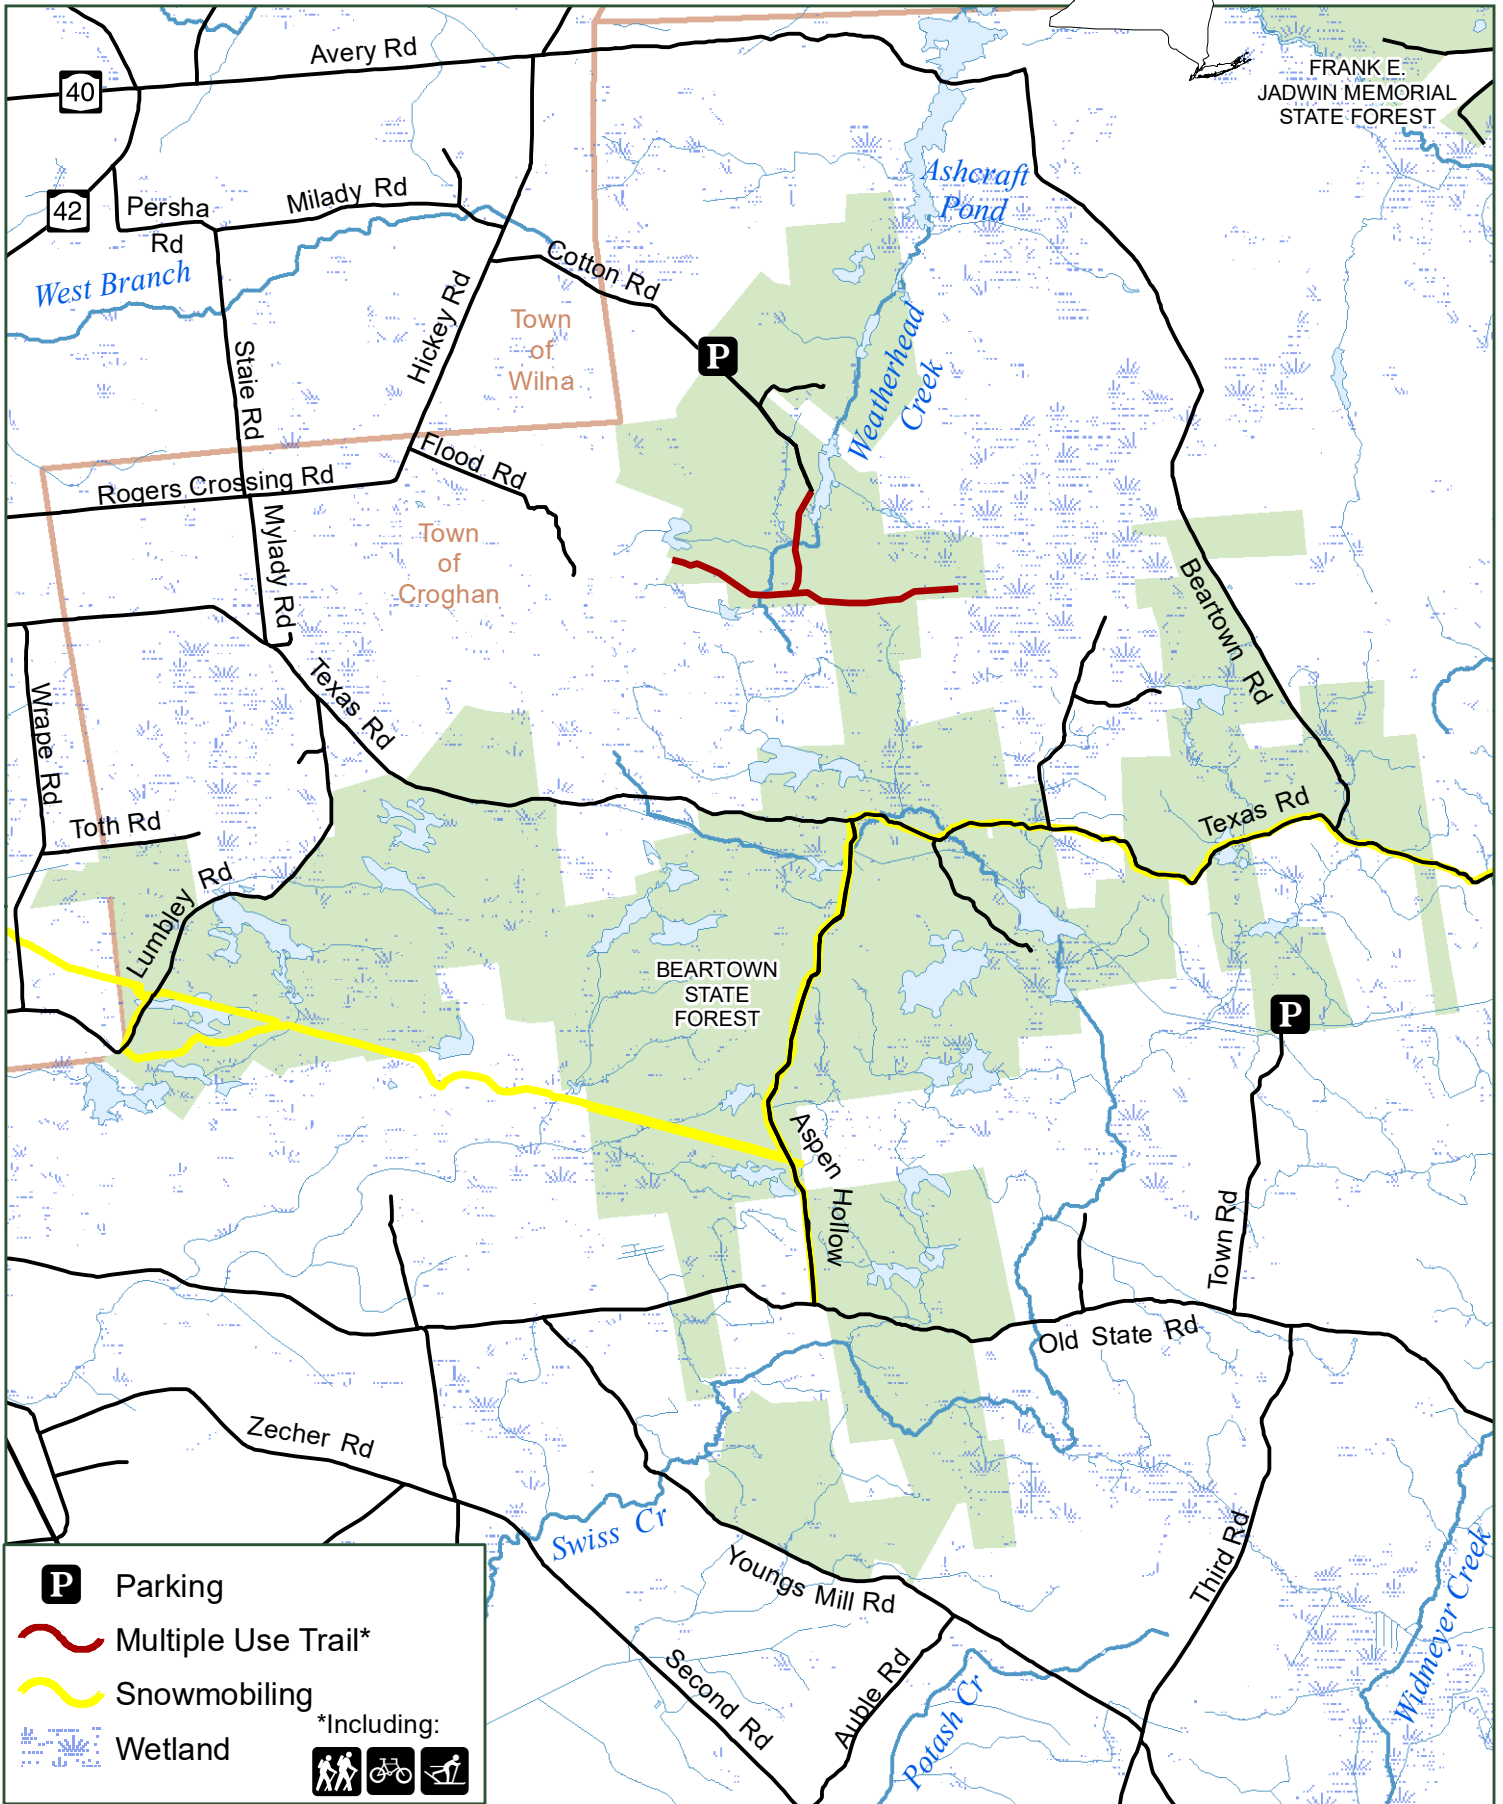 Avery Rd
40
FRANK E.
JADWIN MEMORIAL
STATE FOREST
Ashcraft
Pond
42
Persha
Rd
Milady Rd
West Branch
Cotton Rd
Hickey Rd
Town
of
Wilna
P
Staie Rd
Weatherhead
Creek
Flood Rd
Rogers Crossing Rd
Mylady Rd
Town
of
Croghan
Beartown Rd
Texas Rd
Wrape Rd
Toth Rd
Texas Rd
Lumbley Rd
BEARTOWN
STATE
FOREST
P
Aspen Hollow
Town Rd
Old State Rd
Zecher Rd
Swiss Cr
Youngs Mill Rd
Third Rd
Widmeyer Creek
Second Rd
Auble Rd
Potash Cr
P Parking
Multiple Use Trail*
Snowmobiling
*Including:
Wetland